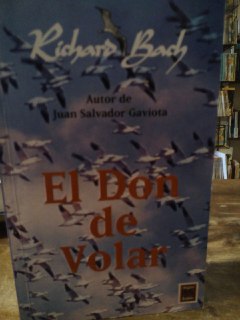 Richard Bach
Autor de
Juan Salvador Gaviota
El Don
de
Volar